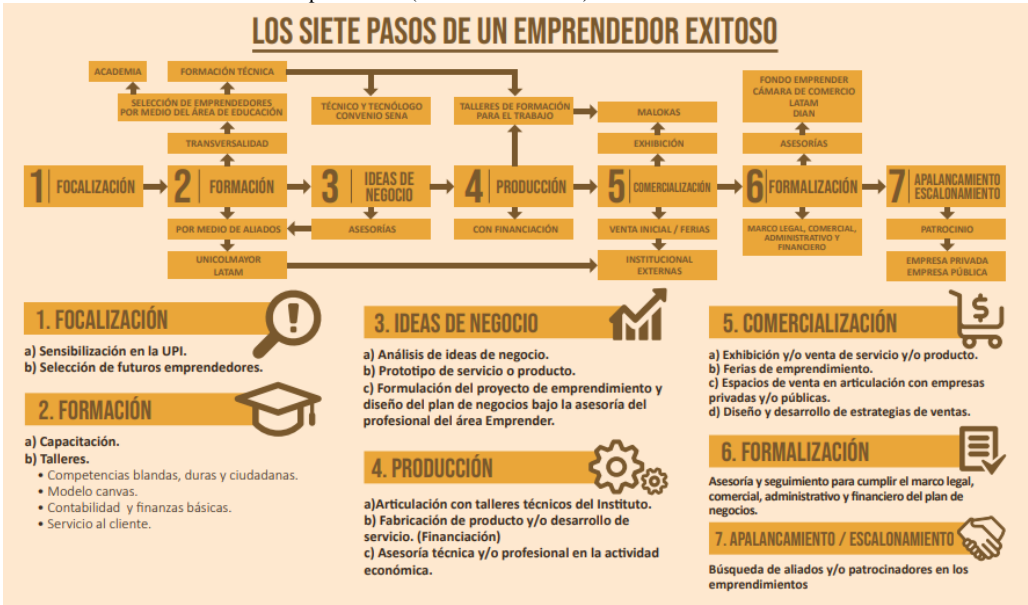 LOS SIETE PASOS DE UN EMPRENDEDOR EXITOSO
ACADEMIA
FORMACIÓN TÉCNICA
SELECCIÓN DE EMPRENDEDORES
POR MEDIO DEL ÁREA DE EDUCACIÓN
TRANSVERSALIDAD
TÉCNICO Y TECNÓLOGO
CONVENIO SENA
TALLERES DE FORMACIÓN
PARA EL TRABAJO
MALOKAS
EXHIBICIÓN
FONDO EMPRENDER
CÁMARA DE COMERCIO
LATAM
DIAN
ASESORÍAS
1 FOCALIZACIÓN
2 FORMACIÓN
3 IDEAS DE
NEGOCIO
4 PRODUCCIÓN
5 COMERCIALIZACIÓN
6 FORMALIZACIÓN
7 APALANCAMIENTO
ESCALONAMIENTO
POR MEDIO DE ALIADOS
UNICOLMAYOR
LATAM
ASESORÍAS
CON FINANCIACIÓN
VENTA INICIAL / FERIAS
INSTITUCIONAL
EXTERNAS
MARCO LEGAL, COMERCIAL,
ADMINISTRATIVO Y
FINANCIERO
PATROCINIO
EMPRESA PRIVADA
EMPRESA PÚBLICA
1. FOCALIZACIÓN
a) Sensibilización en la UPI.
b) Selección de futuros emprendedores.
2. FORMACIÓN
a) Capacitación.
b) Talleres.
• Competencias blandas, duras y ciudadanas.
• Modelo canvas.
• Contabilidad y finanzas básicas.
• Servicio al cliente.
3. IDEAS DE NEGOCIO
a) Análisis de ideas de negocio.
b) Prototipo de servicio o producto.
c) Formulación del proyecto de emprendimiento y
diseño del plan de negocios bajo la asesoría del
profesional del área Emprender.
4. PRODUCCIÓN
a)Articulación con talleres técnicos del Instituto.
b) Fabricación de producto y/o desarrollo de
servicio. (Financiación)
c) Asesoría técnica y/o profesional en la actividad
económica.
5. COMERCIALIZACIÓN
a) Exhibición y/o venta de servicio y/o producto.
b) Ferias de emprendimiento.
c) Espacios de venta en articulación con empresas
privadas y/o públicas.
d) Diseño y desarrollo de estrategias de ventas.
6. FORMALIZACIÓN
Asesoría y seguimiento para cumplir el marco legal,
comercial, administrativo y financiero del plan de
negocios.
7. APALANCAMIENTO / ESCALONAMIENTO
Búsqueda de aliados y/o patrocinadores en los
emprendimientos